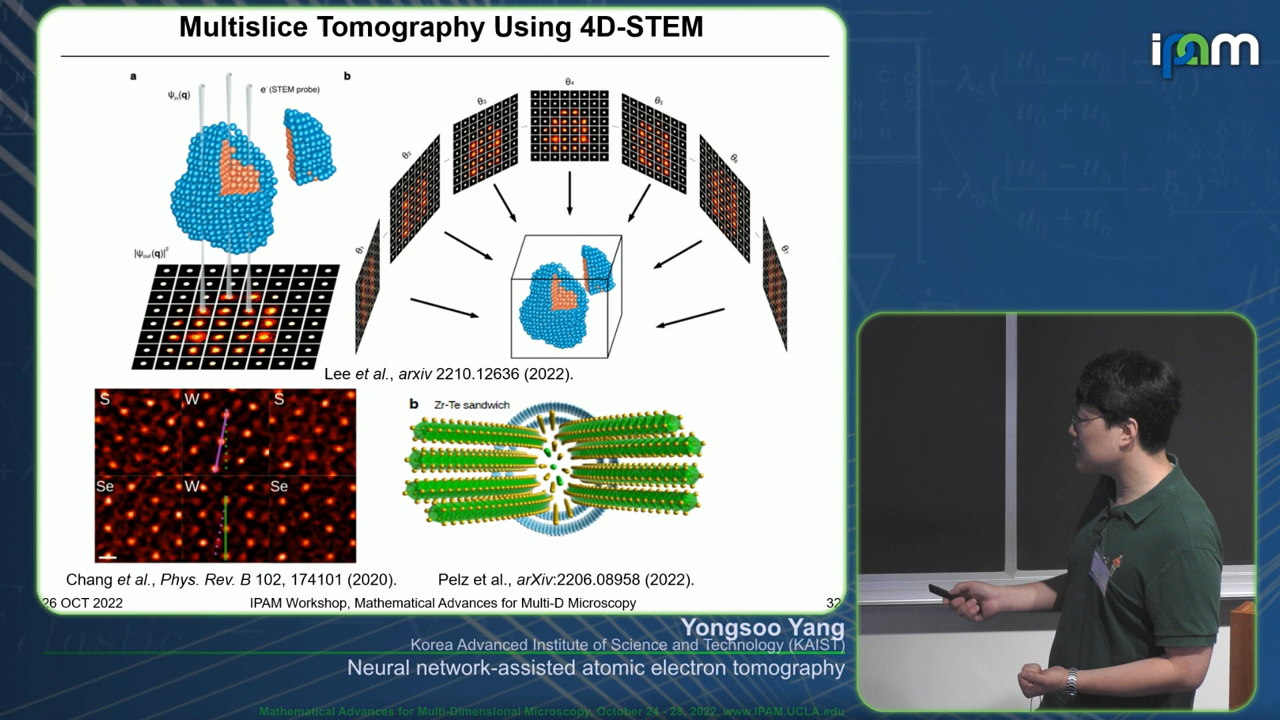 Multislice Tomography Using 4D-STEM
ipam
a
b
ψin(q)
e- (STEM probe)
|ψout(q)|²
θ₁
θ₂
θ₃
θ₄
θ₅
θ₆
θ₇
Lee et al., arxiv 2210.12636 (2022).
S W S
Se W Se
b Zr-Te sandwich
Chang et al., Phys. Rev. B 102, 174101 (2020).
Pelz et al., arXiv:2206.08958 (2022).
26 OCT 2022 IPAM Workshop, Mathematical Advances for Multi-D Microscopy 32
Yongsoo Yang
Korea Advanced Institute of Science and Technology (KAIST)
Neural network-assisted atomic electron tomography
Mathematical Advances for Multi-Dimensional Microscopy, October 24 - 28, 2022, www.IPAM.UCLA.edu